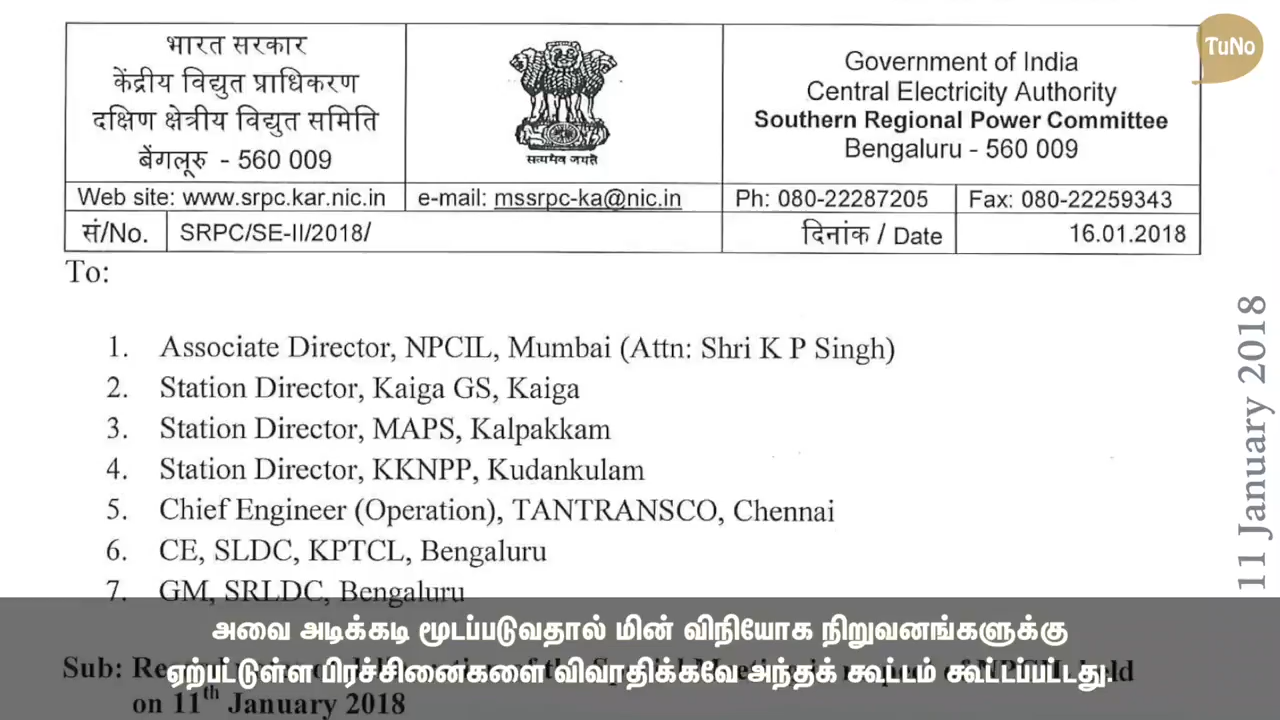 TuNo
भारत सरकार
केंद्रीय विद्युत प्राधिकरण
दक्षिण क्षेत्रीय विद्युत समिति
बेंगलूरु - 560 009
सत्यमेव जयते
Government of India
Central Electricity Authority
Southern Regional Power Committee
Bengaluru - 560 009
Web site: www.srpc.kar.nic.in e-mail: mssrpc-ka@nic.in Ph: 080-22287205 Fax: 080-22259343
सं/No. SRPC/SE-II/2018/ दिनांक / Date 16.01.2018
To:
1. Associate Director, NPCIL, Mumbai (Attn: Shri K P Singh)
2. Station Director, Kaiga GS, Kaiga
3. Station Director, MAPS, Kalpakkam
4. Station Director, KKNPP, Kudankulam
5. Chief Engineer (Operation), TANTRANSCO, Chennai
6. CE, SLDC, KPTCL, Bengaluru
7. GM, SRLDC, Bengaluru
11 January 2018
அவை அடிக்கடி மூடப்படுவதால் மின் விநியோக நிறுவனங்களுக்கு
ஏற்பட்டுள்ள பிரச்சினைகளை விவாதிக்கவே அந்தக் கூட்டம் கூட்டப்பட்டது.
Sub: held
on 11th January 2018